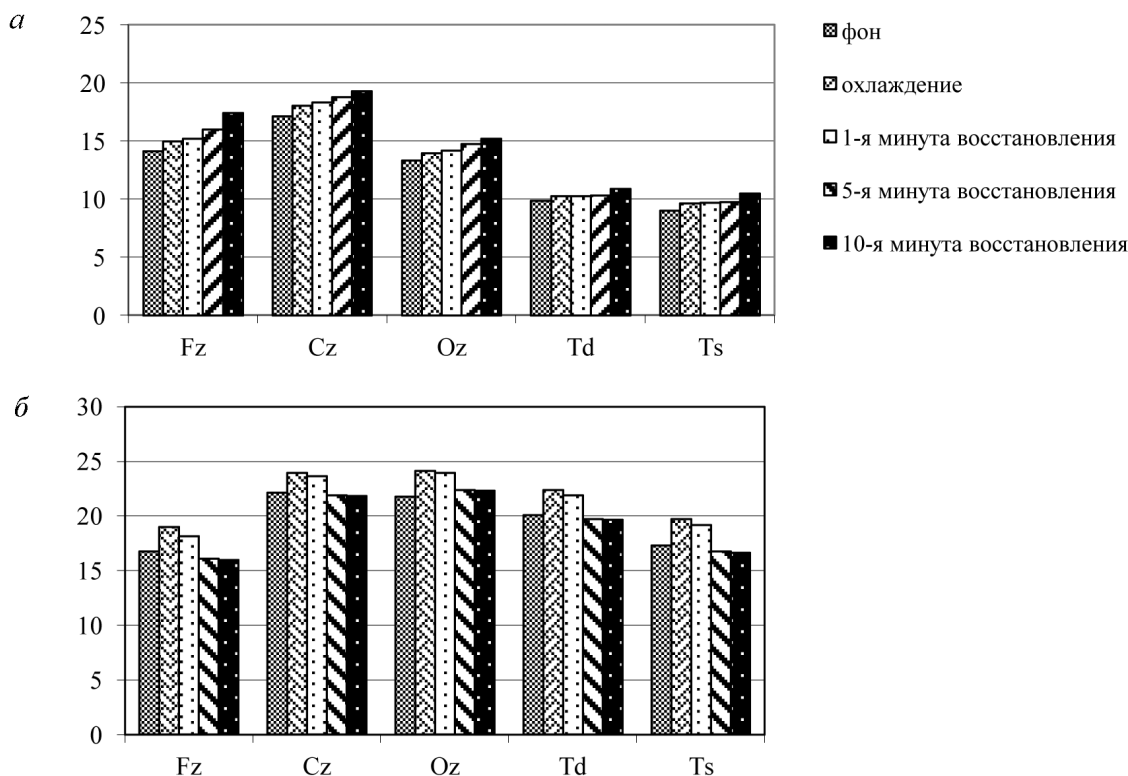 а
25
20
15
10
5
0
Fz Cz Oz Td Ts
фон
охлаждение
1-я минута восстановления
5-я минута восстановления
10-я минута восстановления
б
30
25
20
15
10
5
0
Fz Cz Oz Td Ts